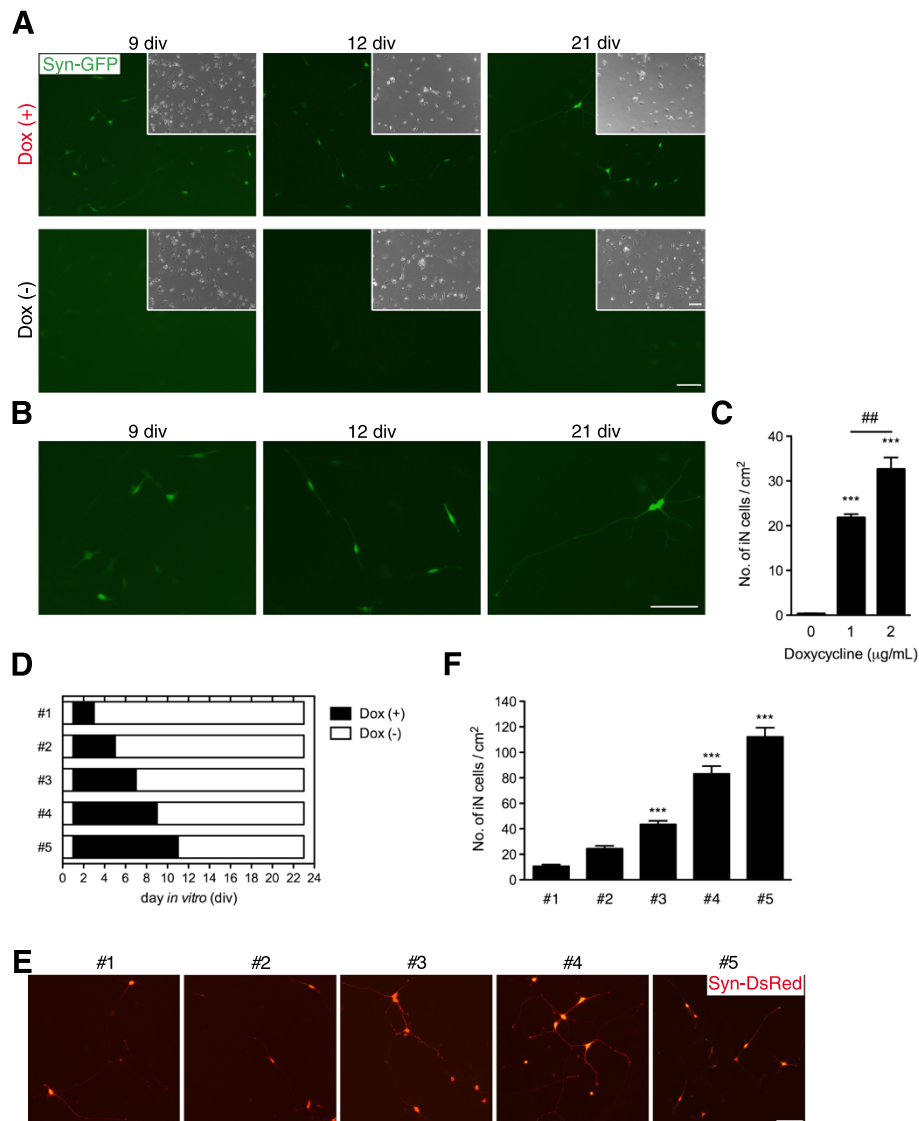 A
9 div
12 div
21 div
Syn-GFP
Dox (+)
Dox (-)
B
9 div
12 div
21 div
C
##
***
***
No. of iN cells / cm2
40
30
20
10
0
0
1
2
Doxycycline (μg/mL)
D
#1
#2
#3
#4
#5
Dox (+)
Dox (-)
0 2 4 6 8 10 12 14 16 18 20 22 24
day in vitro (div)
F
No. of iN cells / cm2
140
120
100
80
60
40
20
0
***
***
***
#1
#2
#3
#4
#5
E
#1
#2
#3
#4
#5
Syn-DsRed